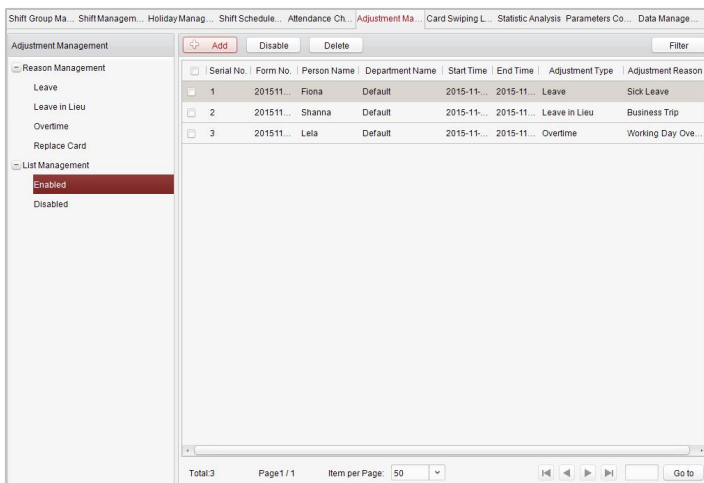 Shift Group Ma... Shift Managem... Holiday Manag... Shift Schedule... Attendance Ch... Adjustment Ma... Card Swiping L... Statistic Analysis Parameters Co... Data Manage...
Adjustment Management
Add Disable Delete Filter
Reason Management
Leave
Leave in Lieu
Overtime
Replace Card
List Management
Enabled
Disabled
Serial No. Form No. Person Name Department Name Start Time End Time Adjustment Type Adjustment Reason
1 201511... Fiona Default 2015-11-... 2015-11... Leave Sick Leave
2 201511... Shanna Default 2015-11-... 2015-11... Leave in Lieu Business Trip
3 201511... Lela Default 2015-11-... 2015-11... Overtime Working Day Ove...
Total:3 Page1 / 1 Item per Page: 50 Go to